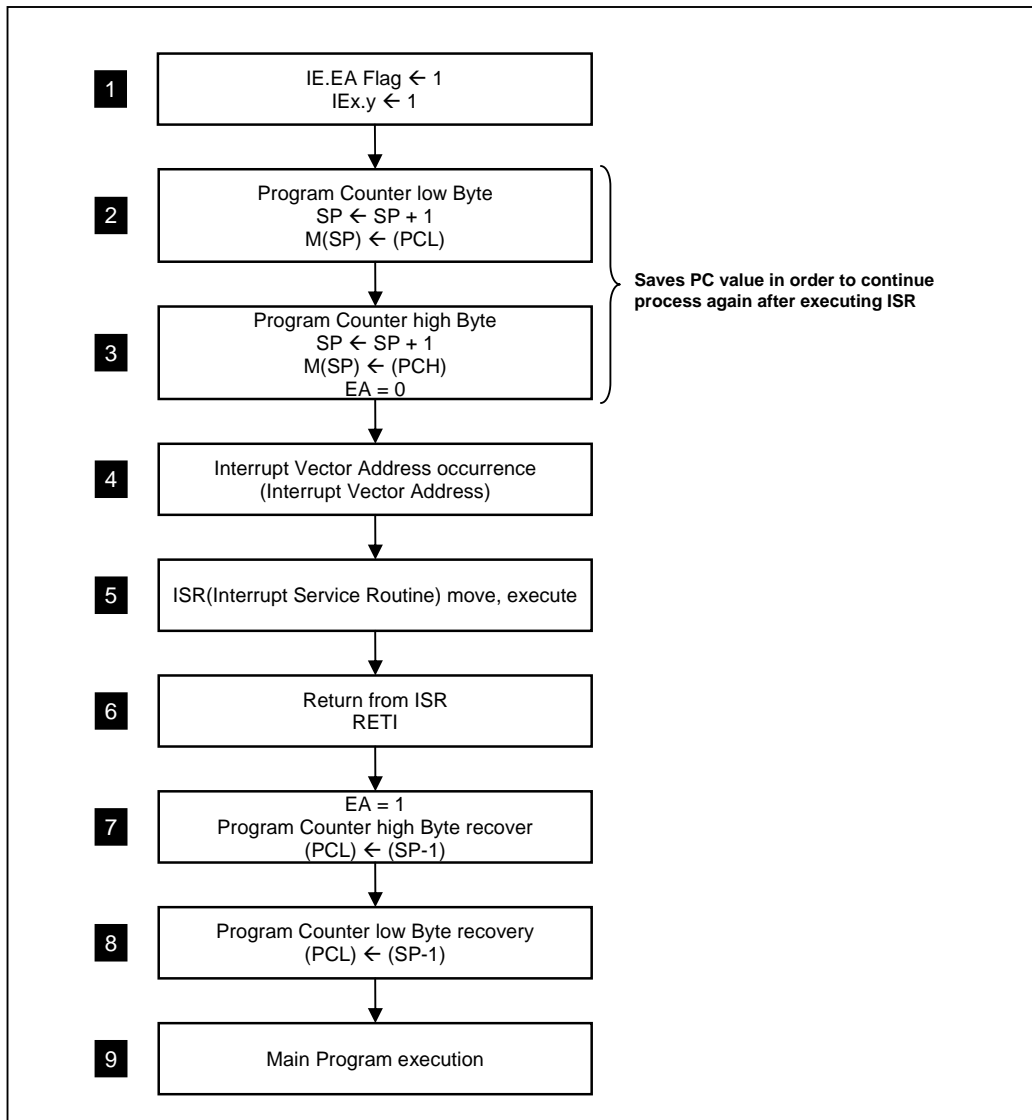 1
IE.EA Flag ← 1
IEx.y ← 1
2
Program Counter low Byte
SP ← SP + 1
M(SP) ← (PCL)
3
Program Counter high Byte
SP ← SP + 1
M(SP) ← (PCH)
EA = 0
Saves PC value in order to continue
process again after executing ISR
4
Interrupt Vector Address occurrence
(Interrupt Vector Address)
5
ISR(Interrupt Service Routine) move, execute
6
Return from ISR
RETI
7
EA = 1
Program Counter high Byte recover
(PCL) ← (SP-1)
8
Program Counter low Byte recovery
(PCL) ← (SP-1)
9
Main Program execution